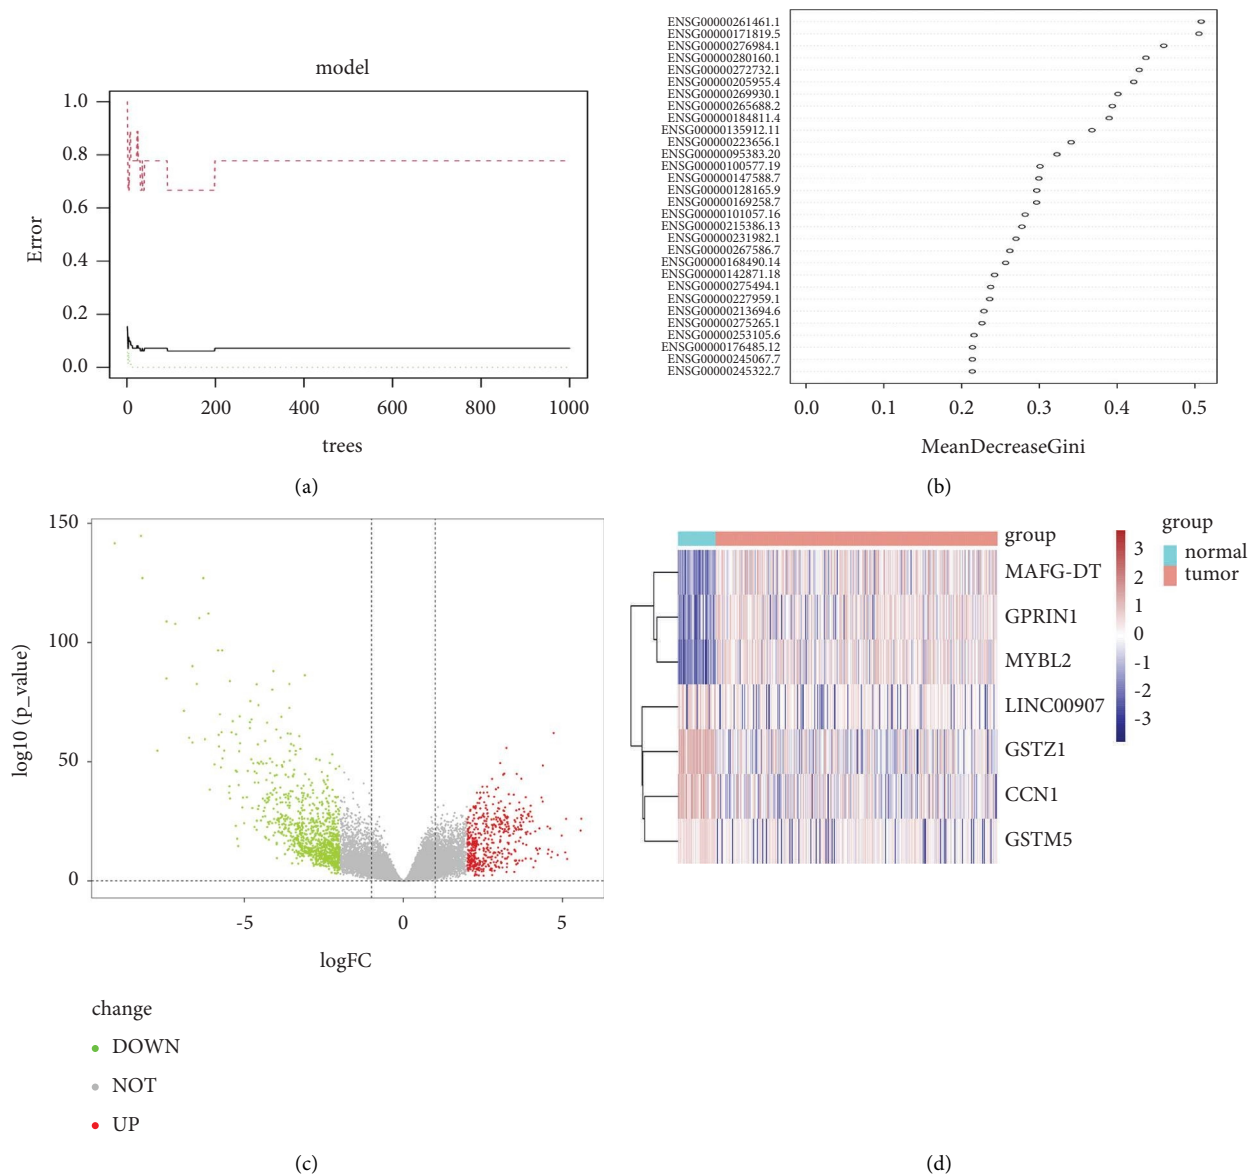 model
1.0
0.8
0.6
0.4
0.2
0.0
Error
0 200 400 600 800 1000
trees
(a)
ENSG00000261461.1
ENSG00000171819.5
ENSG00000276984.1
ENSG00000280160.1
ENSG00000272732.1
ENSG00000205955.4
ENSG00000269930.1
ENSG00000265688.2
ENSG00000184811.4
ENSG00000135912.11
ENSG00000223656.1
ENSG00000095383.20
ENSG00000100577.19
ENSG00000147588.7
ENSG00000128165.9
ENSG00000169258.7
ENSG00000101057.16
ENSG00000215386.13
ENSG00000231982.1
ENSG00000267586.7
ENSG00000168490.14
ENSG00000142871.18
ENSG00000275494.1
ENSG00000227959.1
ENSG00000213694.6
ENSG00000275265.1
ENSG00000253105.6
ENSG00000176485.12
ENSG00000245067.7
ENSG00000245322.7
0.0 0.1 0.2 0.3 0.4 0.5
MeanDecreaseGini
(b)
150
100
50
0
log10 (p_value)
-5 0 5
logFC
change
DOWN
NOT
UP
(c)
group
MAFG-DT
GPRIN1
MYBL2
LINC00907
GSTZ1
CCN1
GSTM5
3
2
1
0
-1
-2
-3
group
normal
tumor
(d)